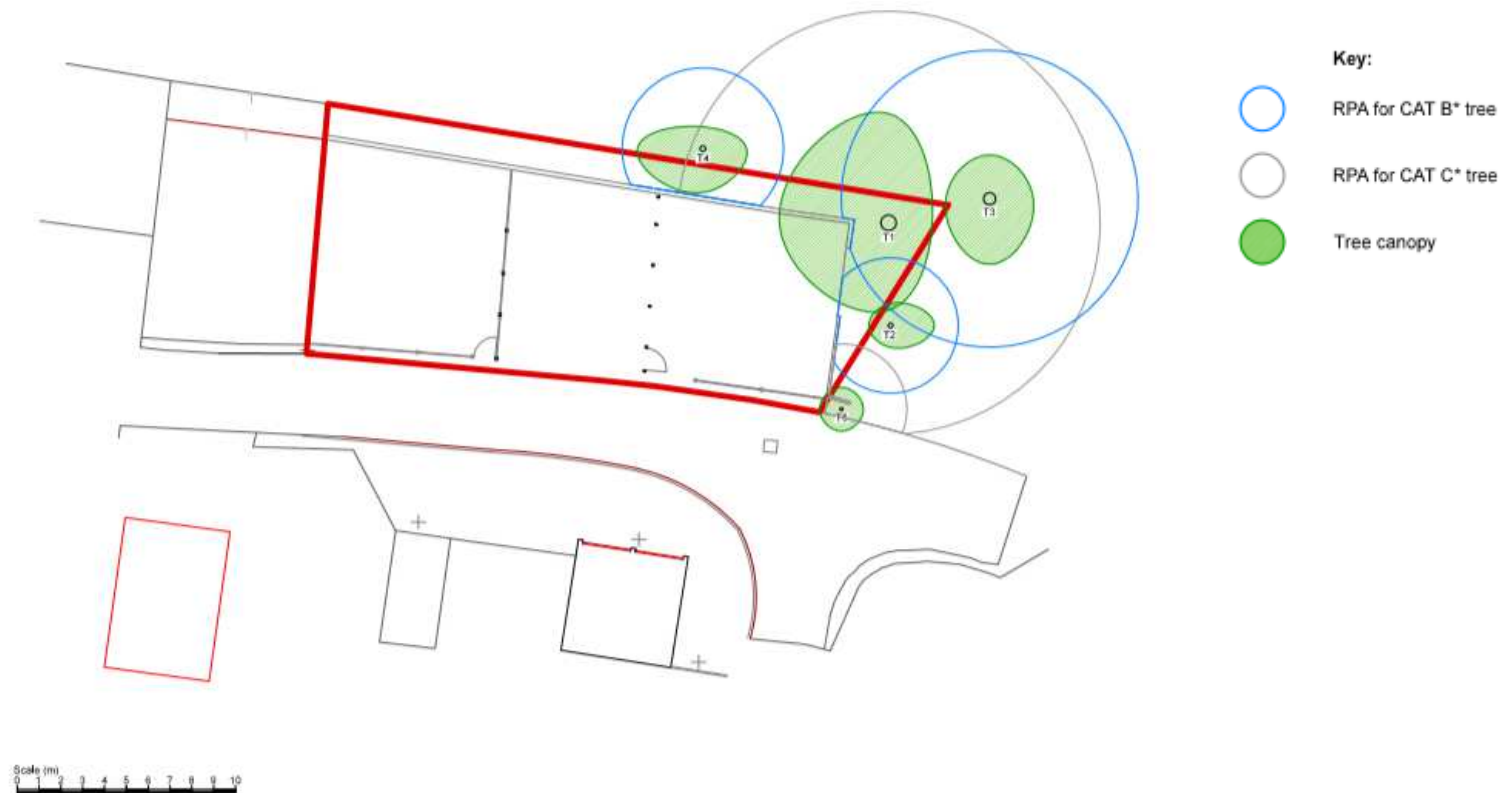 Key:
RPA for CAT B* tree
RPA for CAT C* tree
Tree canopy
T4
T3
T1
T2
Scale (m)
0 1 2 3 4 5 6 7 8 9 10